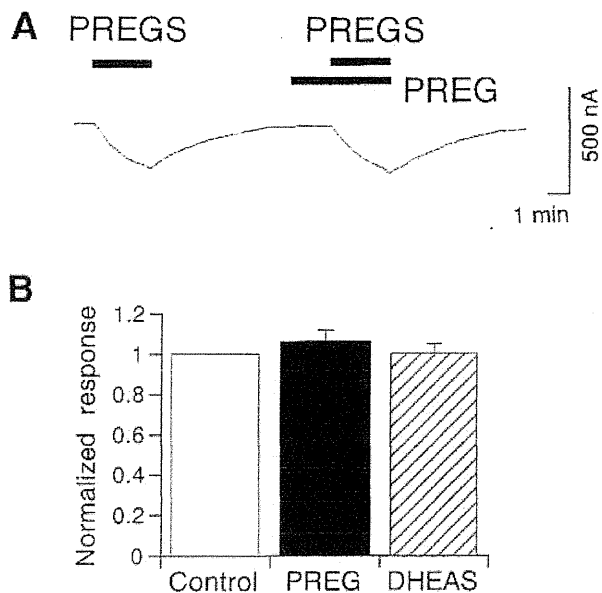 A
PREGS PREGS
PREG
500 nA
1 min
B
Normalized response
1.2
1
0.8
0.6
0.4
0.2
0
Control PREG DHEAS